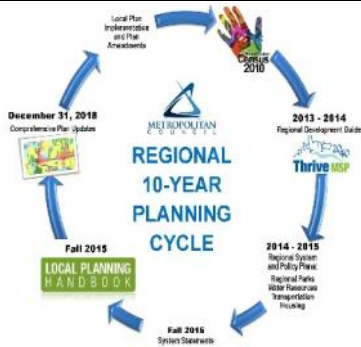 Local Plan
Implementation
and Plan
Amendments
Census
2010
2013 - 2014
Regional Development Guide
Thrive MSP
2014 - 2015
Regional System
and Policy Plans:
Regional Parks
Water Resources
Transportation
Housing
Fall 2015
System Statements
Fall 2015
LOCAL PLANNING
HANDBOOK
December 31, 2018
Comprehensive Plan Updates
METROPOLITAN
COUNCIL
REGIONAL
10-YEAR
PLANNING
CYCLE